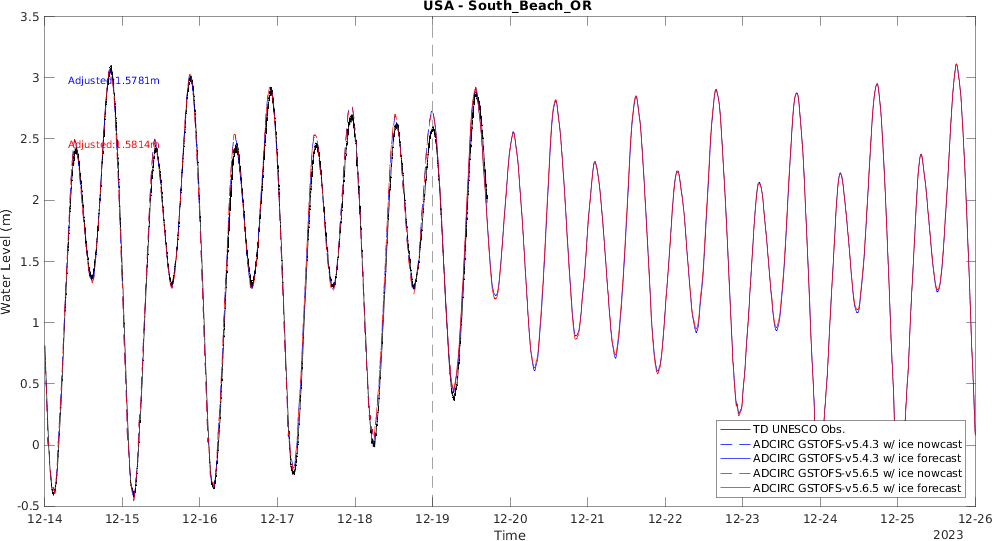 USA - South_Beach_OR
3.5
3
2.5
2
1.5
1
0.5
0
-0.5
Water Level (m)
Adjusted:1.5781m
Adjusted:1.5814m
TD UNESCO Obs.
ADCIRC GSTOFS-v5.4.3 w/ ice nowcast
ADCIRC GSTOFS-v5.4.3 w/ ice forecast
ADCIRC GSTOFS-v5.6.5 w/ ice nowcast
ADCIRC GSTOFS-v5.6.5 w/ ice forecast
12-14 12-15 12-16 12-17 12-18 12-19 12-20 12-21 12-22 12-23 12-24 12-25 12-26
Time
2023